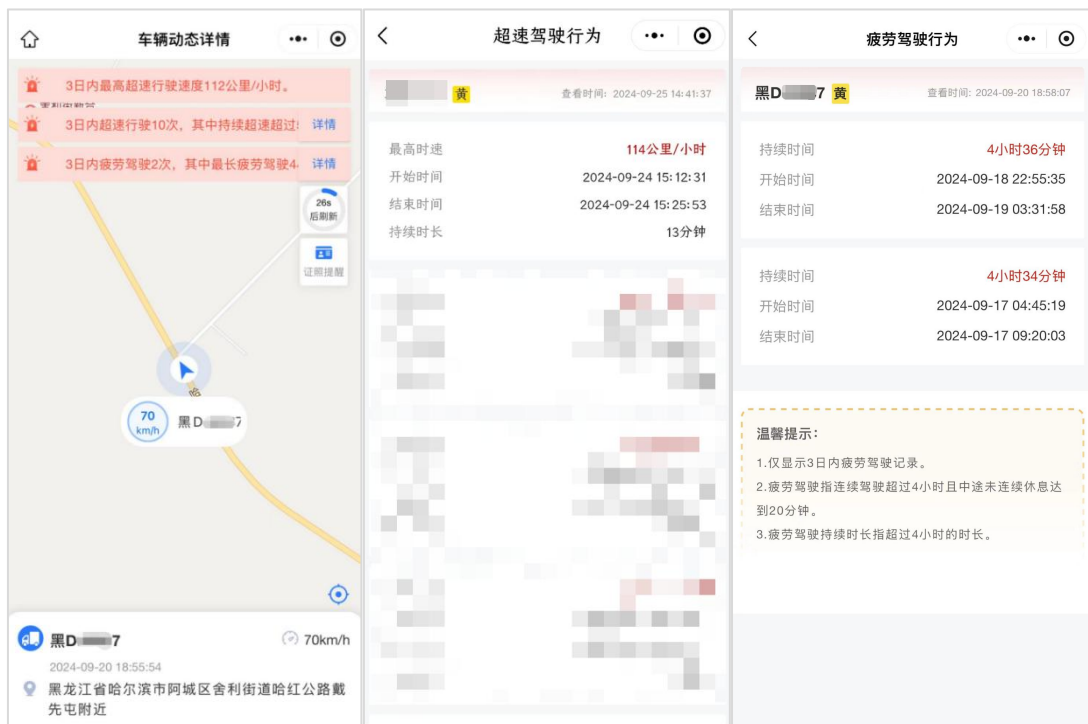 车辆动态详情
3日内最高超速行驶速度112公里/小时。
3日内超速行驶10次，其中持续超速超过
详情
3日内疲劳驾驶2次，其中最长疲劳驾驶4
详情
26s
后刷新
证照提醒
70
km/h
黑D 7
黑D 7
70km/h
2024-09-20 18:55:54
黑龙江省哈尔滨市阿城区舍利街道哈红公路戴
先屯附近
超速驾驶行为
黄
查看时间: 2024-09-25 14:41:37
最高时速
114公里/小时
开始时间
2024-09-24 15:12:31
结束时间
2024-09-24 15:25:53
持续时长
13分钟
疲劳驾驶行为
黑D 7 黄
查看时间: 2024-09-20 18:58:07
持续时间
4小时36分钟
开始时间
2024-09-18 22:55:35
结束时间
2024-09-19 03:31:58
持续时间
4小时34分钟
开始时间
2024-09-17 04:45:19
结束时间
2024-09-17 09:20:03
温馨提示：
1.仅显示3日内疲劳驾驶记录。
2.疲劳驾驶指连续驾驶超过4小时且中途未连续休息达
到20分钟。
3.疲劳驾驶持续时长指超过4小时的时长。